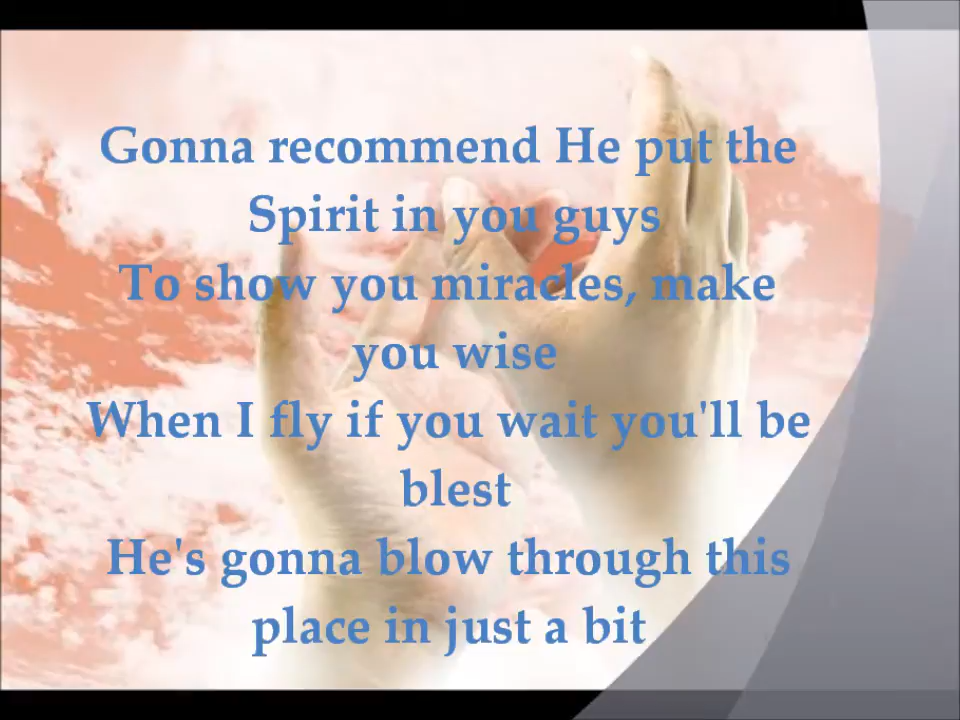 Gonna recommend He put the
Spirit in you guys
To show you miracles, make
you wise
When I fly if you wait you'll be
blest
He's gonna blow through this
place in just a bit